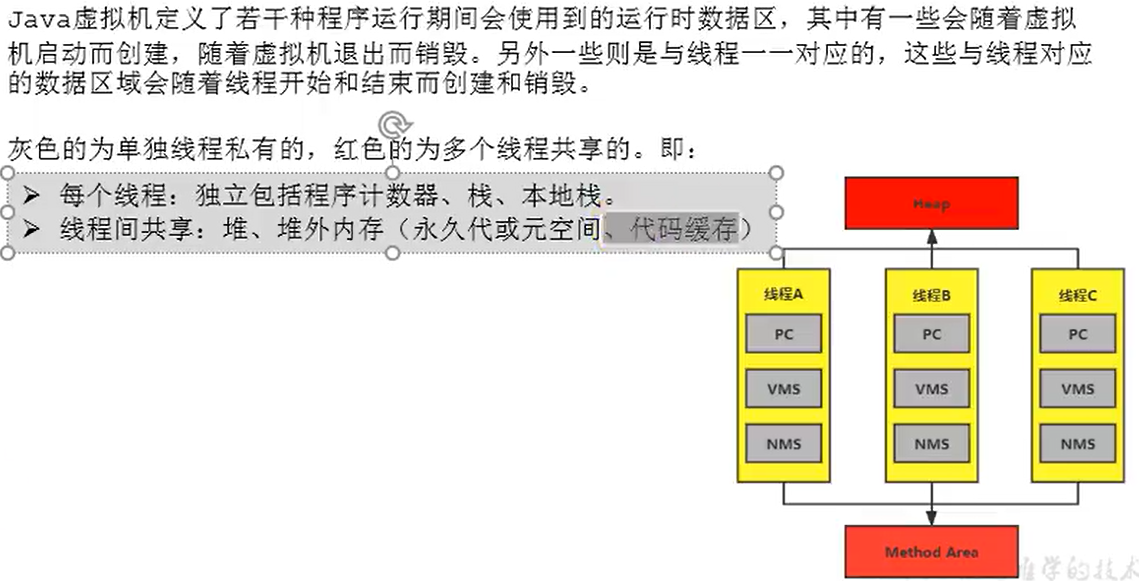 Java虚拟机定义了若干种程序运行期间会使用到的运行时数据区，其中有一些会随着虚拟
机启动而创建，随着虚拟机退出而销毁。另外一些则是与线程一一对应的，这些与线程对应
的数据区域会随着线程开始和结束而创建和销毁。
灰色的为单独线程私有的，红色的为多个线程共享的。即：
➢ 每个线程：独立包括程序计数器、栈、本地栈。
➢ 线程间共享：堆、堆外内存（永久代或元空间、代码缓存）
Heap
线程A
线程B
线程C
PC
PC
PC
VMS
VMS
VMS
NMS
NMS
NMS
Method Area
学的技术